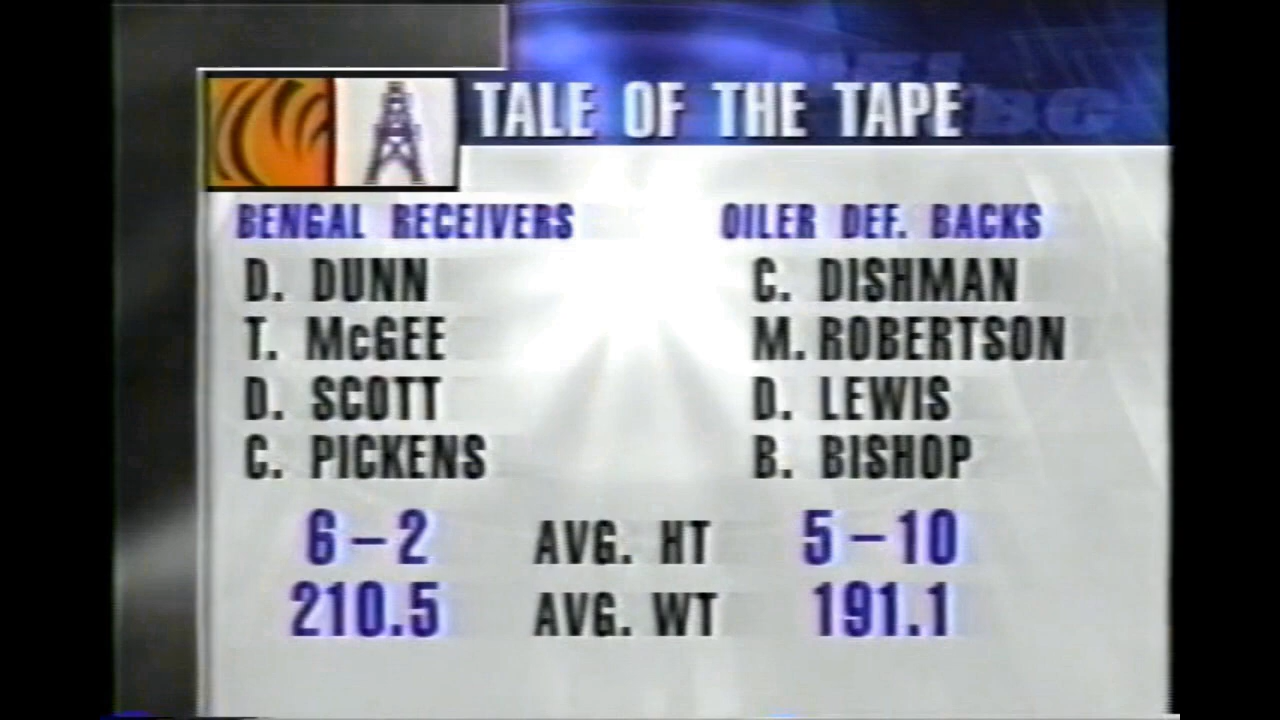 TALE OF THE TAPE
BENGAL RECEIVERS OILER DEF. BACKS
D. DUNN C. DISHMAN
T. McGEE M. ROBERTSON
D. SCOTT D. LEWIS
C. PICKENS B. BISHOP
6-2 AVG. HT 5-10
210.5 AVG. WT 191.1